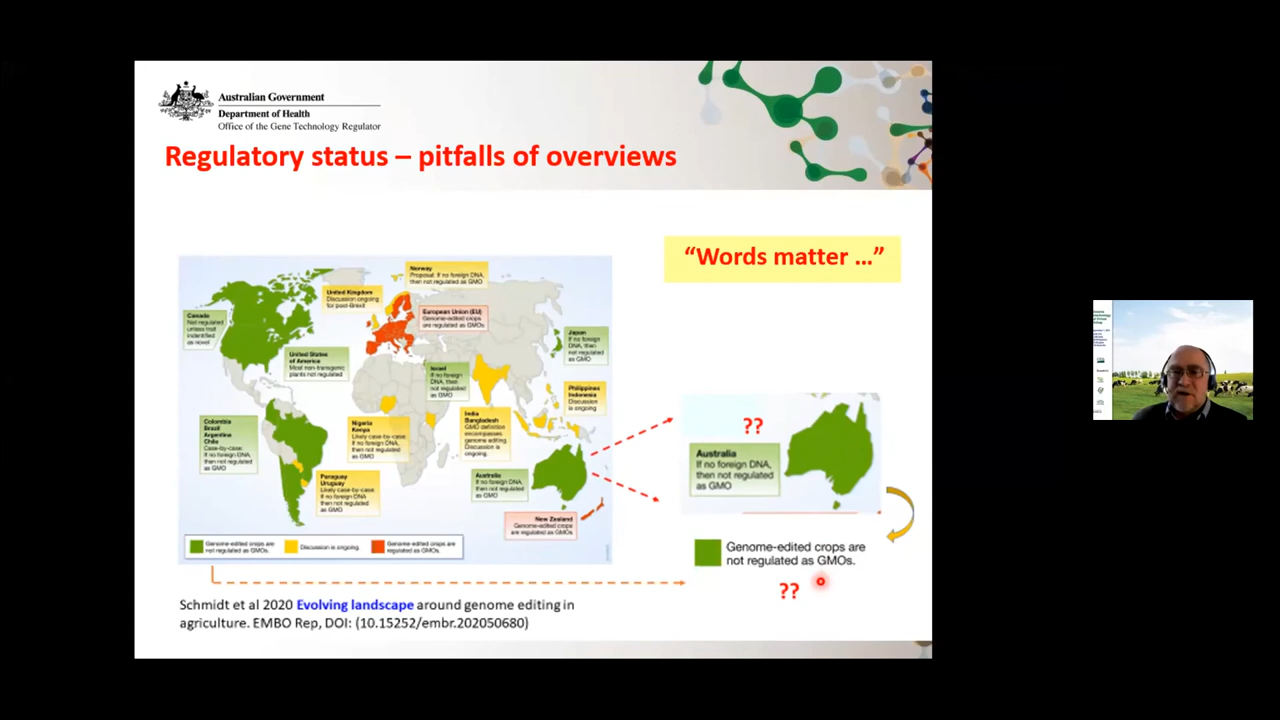 Australian Government
Department of Health
Office of the Gene Technology Regulator
Regulatory status – pitfalls of overviews
“Words matter …”
Norway
Proposal: If no foreign DNA,
then not regulated as GMO
United Kingdom
Discussion ongoing
for post-Brexit
European Union (EU)
Genome-edited crops
are regulated as GMOs
Canada
Not regulated
unless trait
indentified
as novel
United States
of America
Most non-transgenic
plants not regulated
Japan
If no foreign
DNA, then
not regulated
as GMO
Israel
If no foreign
DNA, then
not regulated
as GMO
Philippines
Indonesia
Discussion
is ongoing
Colombia
Brazil
Argentina
Chile
Case-by-case:
If no foreign
DNA, then
not regulated
as GMO
Nigeria
Kenya
Likely case-by-case:
If no foreign DNA,
then not regulated
as GMO
India
Bangladesh
GMO definition
encompasses
genome editing.
Discussion is
ongoing
Paraguay
Uruguay
Likely case-by-case
If no foreign DNA,
then not regulated
as GMO
Australia
If no foreign DNA,
then not regulated
as GMO
New Zealand
Genome-edited crops
are regulated as GMOs
Genome-edited crops are
not regulated as GMOs.
Discussion is ongoing
Genome-edited crops are
regulated as GMOs.
??
Australia
If no foreign DNA,
then not regulated
as GMO
Genome-edited crops are
not regulated as GMOs.
??
Schmidt et al 2020 Evolving landscape around genome editing in
agriculture. EMBO Rep, DOI: (10.15252/embr.202050680)